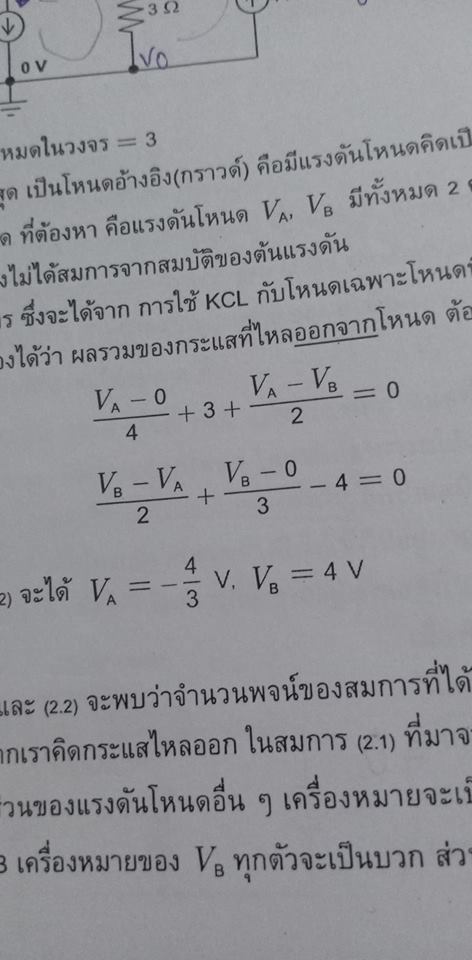 3 Ω
0 V
V0
หมดในวงจร = 3
สุด เป็นโหนดอ้างอิง(กราวด์) คือมีแรงดันโหนดคิดเป็
ที่ต้องหา คือแรงดันโหนด V_A, V_B มีทั้งหมด 2
งไม่ได้สมการจากสมบัติของต้นแรงดัน
ร ซึ่งจะได้จาก การใช้ KCL กับโหนดเฉพาะโหนดที่
องได้ว่า ผลรวมของกระแสที่ไหลออกจากโหนด ต้อ
(V_A − 0)/4 + 3 + (V_A − V_B)/2 = 0
(V_B − V_A)/2 + (V_B − 0)/3 − 4 = 0
2) จะได้ V_A = −4/3 V, V_B = 4 V
และ (2.2) จะพบว่าจำนวนพจน์ของสมการที่ได้
ากเราคิดกระแสไหลออก ในสมการ (2.1) ที่มาจ
ส่วนของแรงดันโหนดอื่น ๆ เครื่องหมายจะเป็
B เครื่องหมายของ V_B ทุกตัวจะเป็นบวก ส่ว